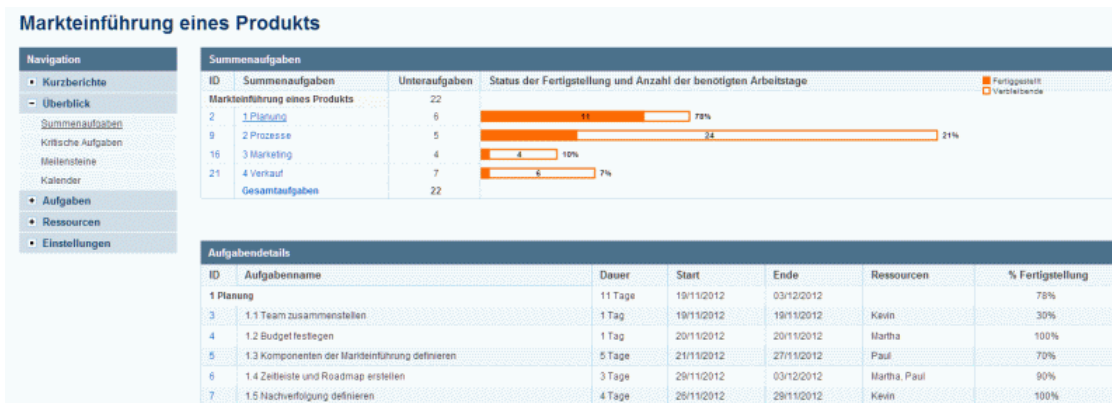 Markteinführung eines Produkts
Navigation
Kurzberichte
Überblick
Summenaufgaben
Kritische Aufgaben
Meilensteine
Kalender
Aufgaben
Ressourcen
Einstellungen
Summenaufgaben
ID Summenaufgaben Unteraufgaben Status der Fertigstellung und Anzahl der benötigten Arbeitstage
Fertiggestellt
Verbleibende
Markteinführung eines Produkts 22
2 1 Planung 6 11 78%
9 2 Prozesse 5 24 21%
16 3 Marketing 4 4 10%
21 4 Verkauf 7 6 7%
Gesamtaufgaben 22
Aufgabendetails
ID Aufgabenname Dauer Start Ende Ressourcen % Fertigstellung
1 Planung 11 Tage 19/11/2012 03/12/2012 78%
3 1.1 Team zusammenstellen 1 Tag 19/11/2012 19/11/2012 Kevin 30%
4 1.2 Budget festlegen 1 Tag 20/11/2012 20/11/2012 Martha 100%
5 1.3 Komponenten der Markteinführung definieren 5 Tage 21/11/2012 27/11/2012 Paul 70%
6 1.4 Zeitleiste und Roadmap erstellen 3 Tage 29/11/2012 03/12/2012 Martha, Paul 90%
7 1.5 Nachverfolgung definieren 4 Tage 26/11/2012 29/11/2012 Kevin 100%